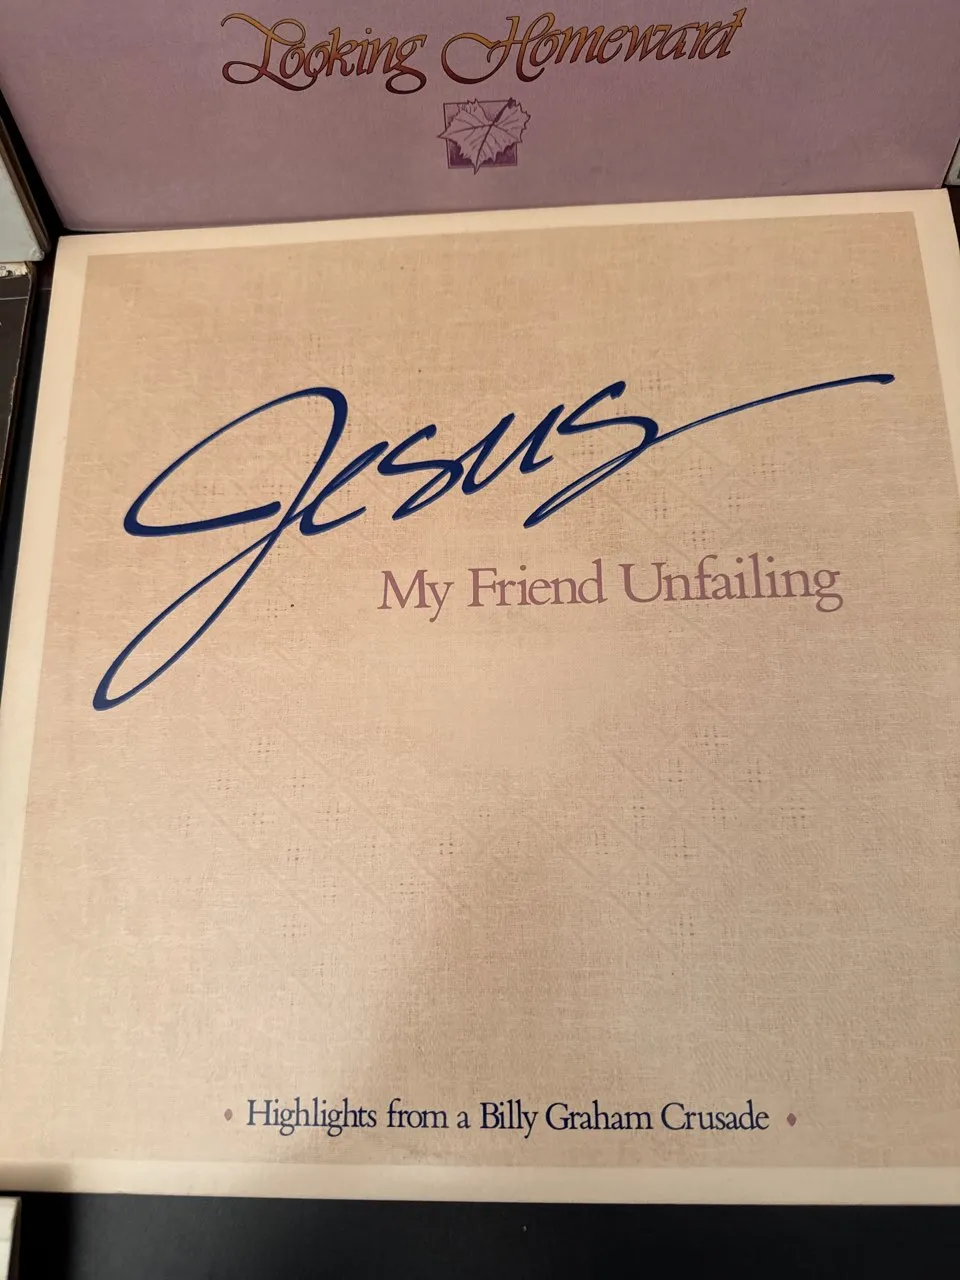 Looking Homeward
Jesus
My Friend Unfailing
• Highlights from a Billy Graham Crusade •